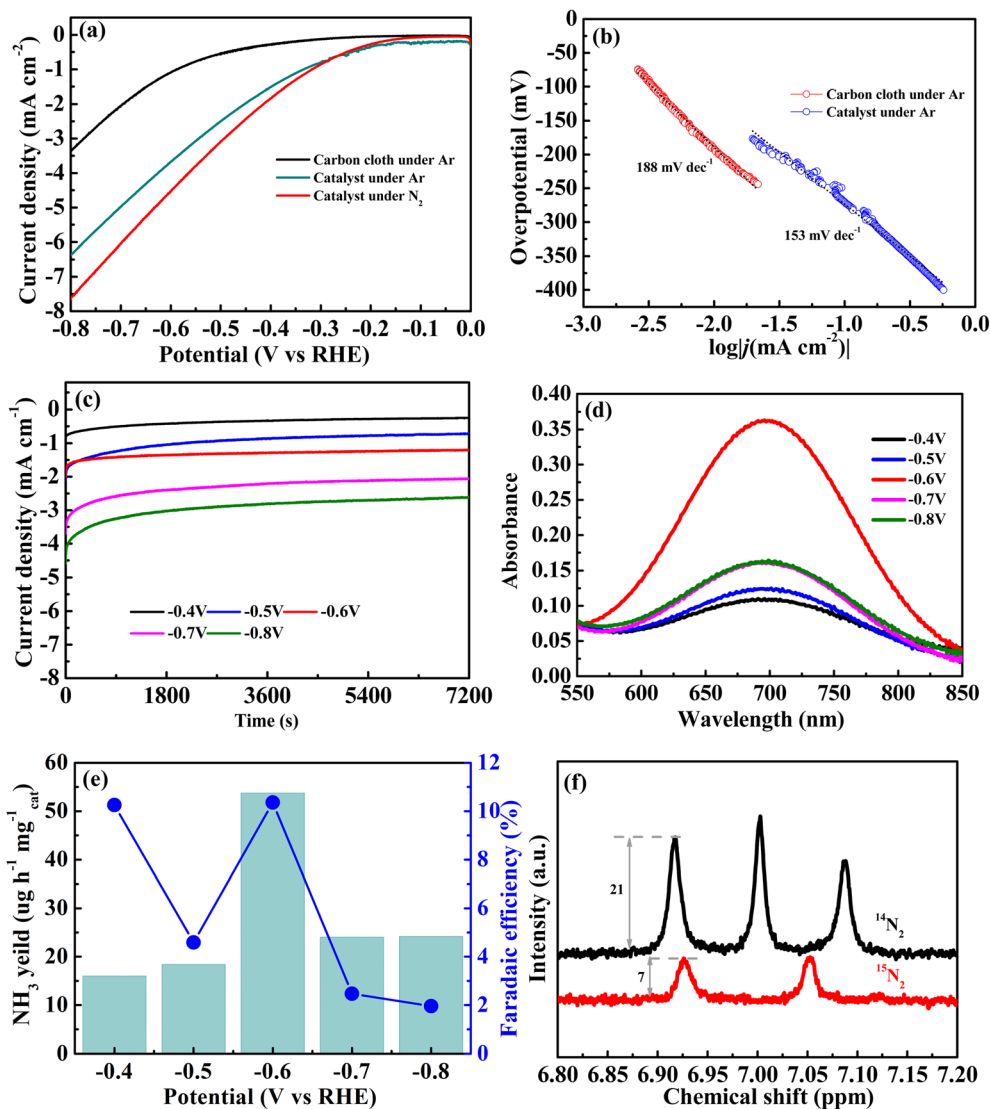 (a)
0
-1
-2
-3
-4
-5
-6
-7
-8
Current density (mA cm-2)
Carbon cloth under Ar
Catalyst under Ar
Catalyst under N2
-0.8 -0.7 -0.6 -0.5 -0.4 -0.3 -0.2 -0.1 0.0
Potential (V vs RHE)
(b)
0
-50
-100
-150
-200
-250
-300
-350
-400
Overpotential (mV)
Carbon cloth under Ar
Catalyst under Ar
188 mV dec-1
153 mV dec-1
-3.0 -2.5 -2.0 -1.5 -1.0 -0.5 0.0
log|j(mA cm-2)|
(c)
0
-1
-2
-3
-4
-5
-6
-7
-8
Current density (mA cm-1)
-0.4V -0.5V -0.6V
-0.7V -0.8V
0 1800 3600 5400 7200
Time (s)
(d)
0.40
0.35
0.30
0.25
0.20
0.15
0.10
0.05
0.00
Absorbance
-0.4V
-0.5V
-0.6V
-0.7V
-0.8V
550 600 650 700 750 800 850
Wavelength (nm)
(e)
60
50
40
30
20
10
0
NH3 yeild (ug h-1 mg-1cat)
12
10
8
6
4
2
0
Faradaic efficiency (%)
-0.4 -0.5 -0.6 -0.7 -0.8
Potential (V vs RHE)
(f)
Intensity (a.u.)
21
14N2
7
15N2
6.80 6.85 6.90 6.95 7.00 7.05 7.10 7.15 7.20
Chemical shift (ppm)